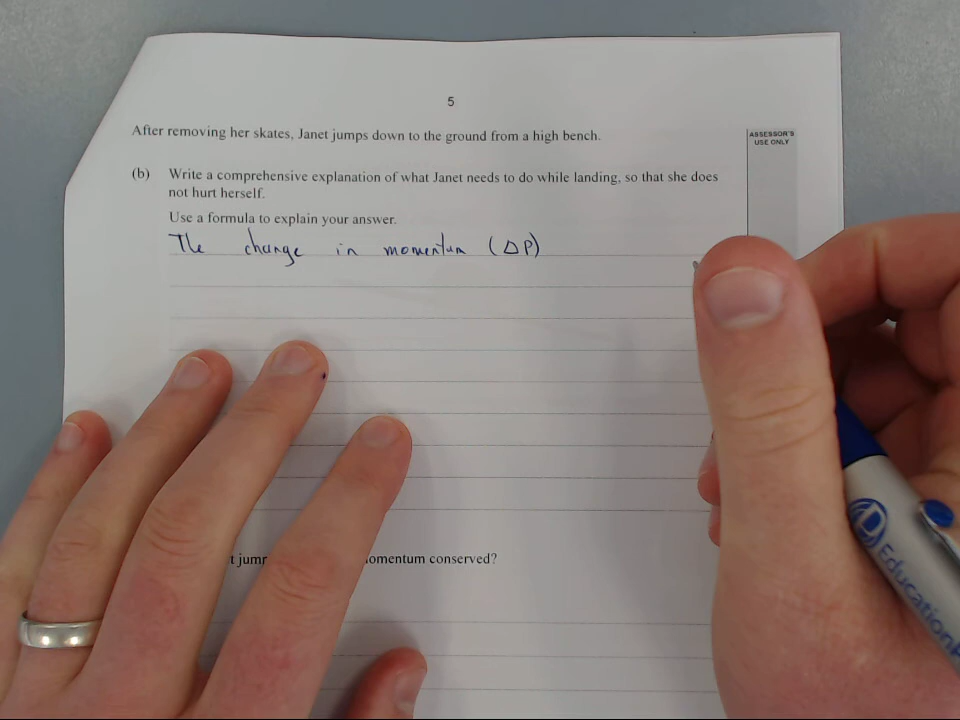 5
After removing her skates, Janet jumps down to the ground from a high bench.
ASSESSOR'S
USE ONLY
(b) Write a comprehensive explanation of what Janet needs to do while landing, so that she does
not hurt herself.
Use a formula to explain your answer.
The change in momentum (ΔP)
momentum conserved?
Education